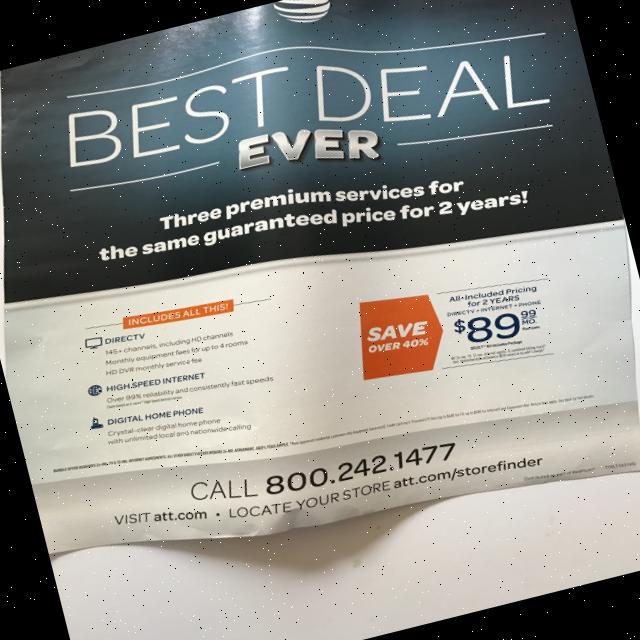 BEST DEAL
EVER
Three premium services for
the same guaranteed price for 2 years!
INCLUDES ALL THIS!
DIRECTV
145+ channels, including HD channels
Monthly equipment fees for up to 4 rooms
HD DVR monthly service fee
HIGH-SPEED INTERNET
Over 99% reliability and consistently fast speeds
DIGITAL HOME PHONE
Crystal-clear digital home phone
with unlimited local and nationwide calling
SAVE
OVER 40%
All-Included Pricing
for 2 YEARS
DIRECTV + INTERNET + PHONE
$89.99
MO.
CALL 800.242.1477
VISIT att.com • LOCATE YOUR STORE att.com/storefinder